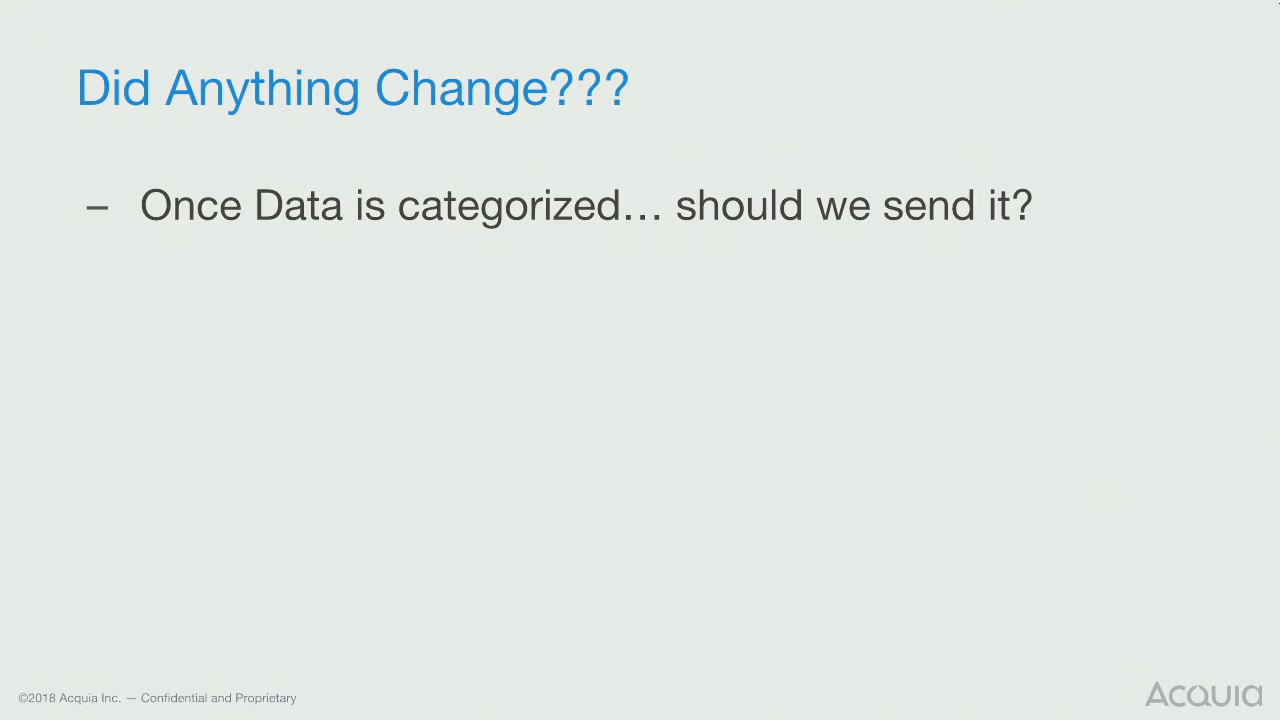 Did Anything Change???
– Once Data is categorized… should we send it?
©2018 Acquia Inc. — Confidential and Proprietary
Acquia